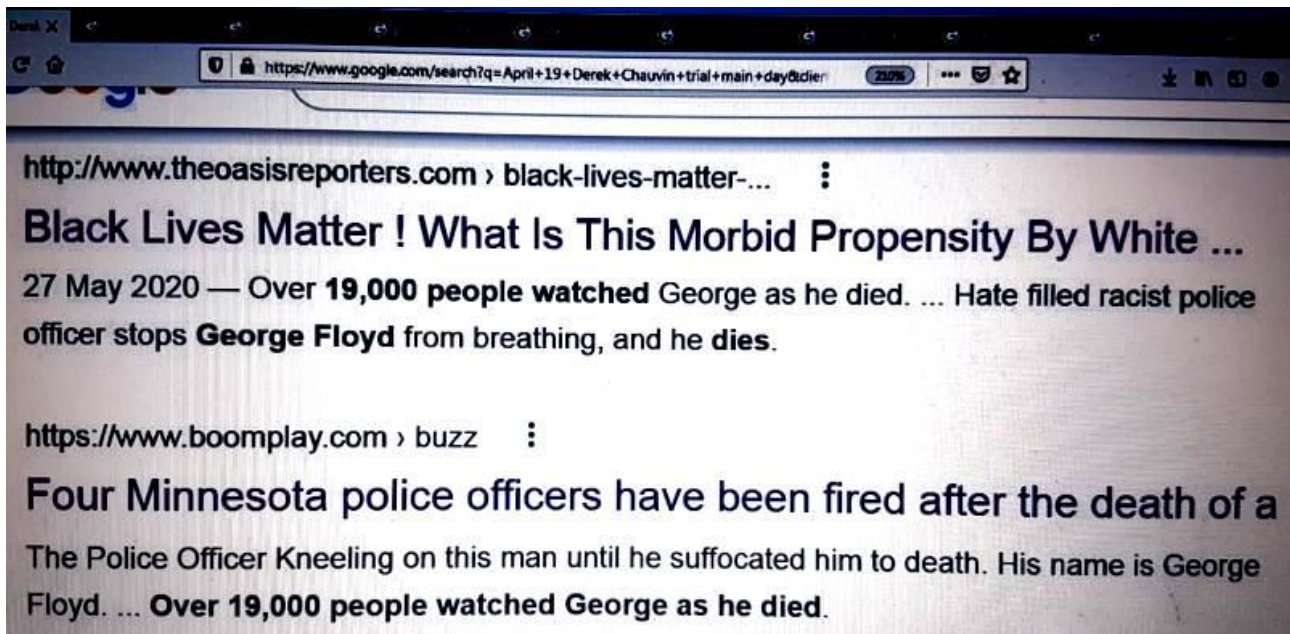 https://www.google.com/search?q=April+19+Derek+Chauvin+trial+main+day&clien
210%
http://www.theoasisreporters.com › black-lives-matter-...
Black Lives Matter ! What Is This Morbid Propensity By White ...
27 May 2020 — Over 19,000 people watched George as he died. ... Hate filled racist police
officer stops George Floyd from breathing, and he dies.
https://www.boomplay.com › buzz
Four Minnesota police officers have been fired after the death of a
The Police Officer Kneeling on this man until he suffocated him to death. His name is George
Floyd. ... Over 19,000 people watched George as he died.